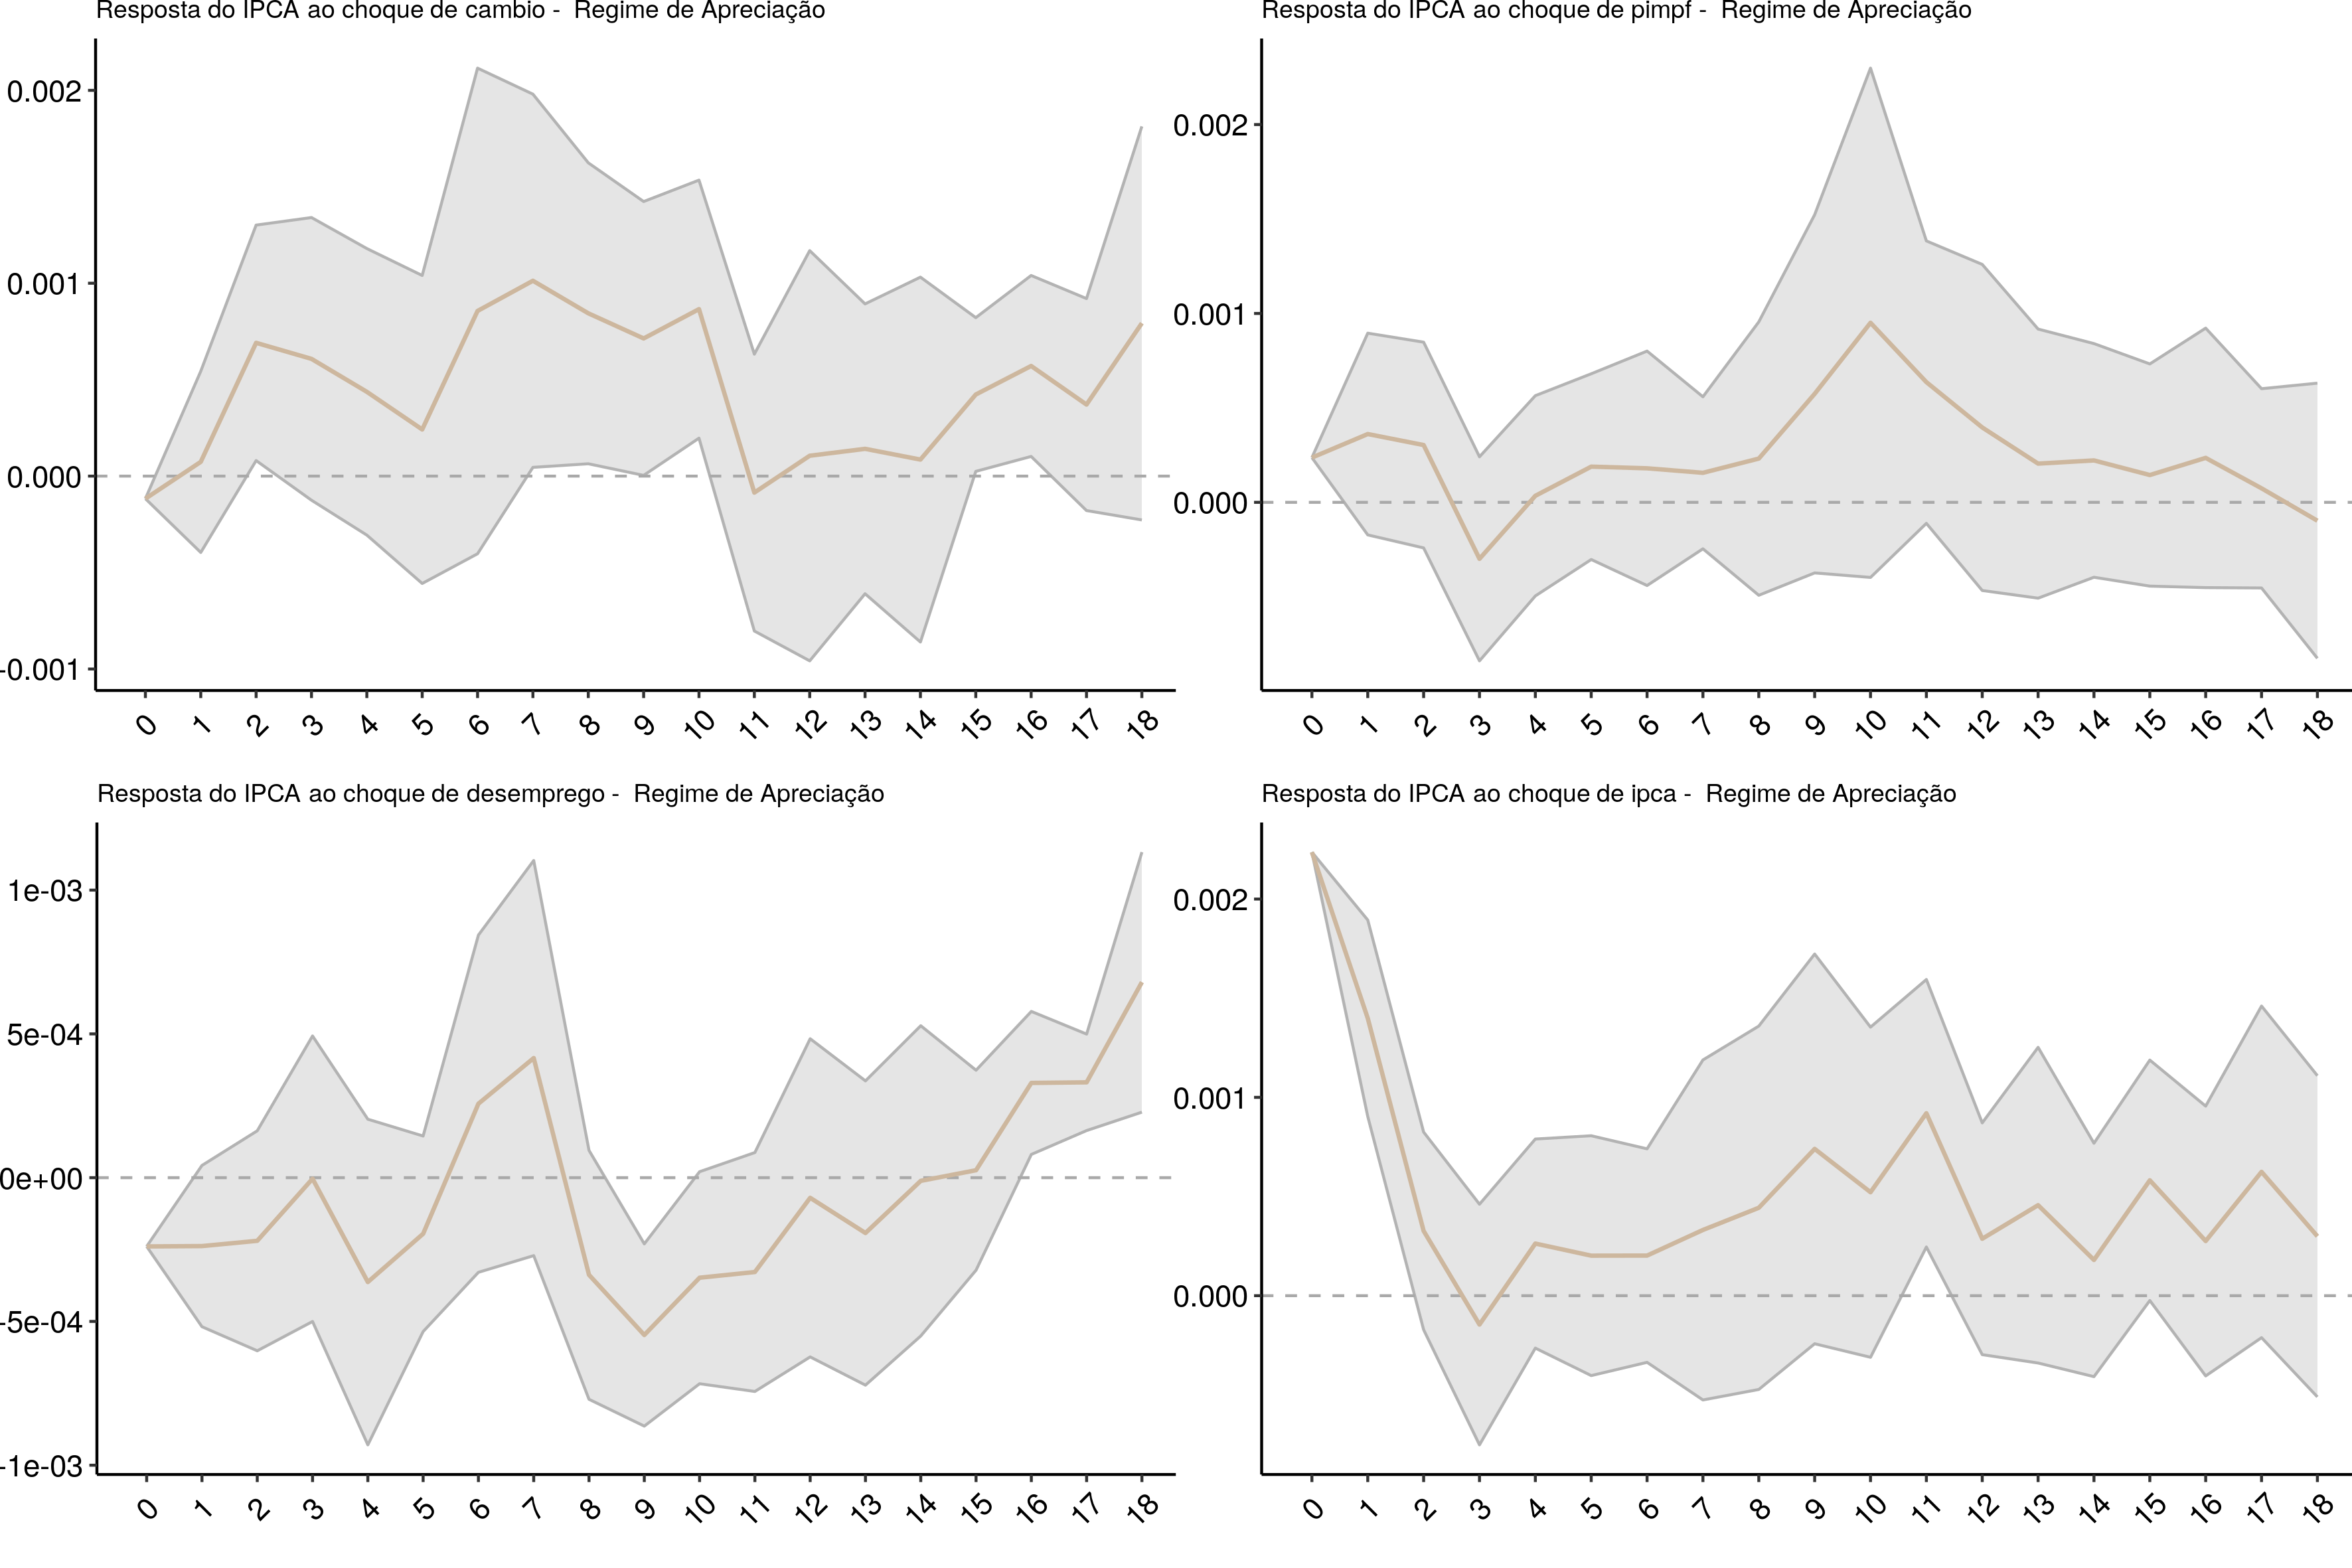 Resposta do IPCA ao choque de cambio -  Regime de Apreciação
0.002
0.001
0.000
-0.001
0 1 2 3 4 5 6 7 8 9 10 11 12 13 14 15 16 17 18
Resposta do IPCA ao choque de pimpf -  Regime de Apreciação
0.002
0.001
0.000
0 1 2 3 4 5 6 7 8 9 10 11 12 13 14 15 16 17 18
Resposta do IPCA ao choque de desemprego -  Regime de Apreciação
1e-03
5e-04
0e+00
-5e-04
-1e-03
0 1 2 3 4 5 6 7 8 9 10 11 12 13 14 15 16 17 18
Resposta do IPCA ao choque de ipca -  Regime de Apreciação
0.002
0.001
0.000
0 1 2 3 4 5 6 7 8 9 10 11 12 13 14 15 16 17 18